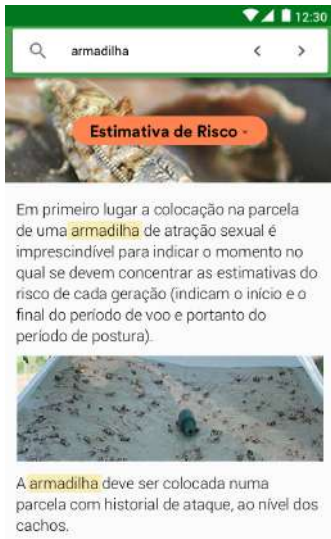 12:30
armadilha
Estimativa de Risco
Em primeiro lugar a colocação na parcela
de uma armadilha de atração sexual é
imprescindível para indicar o momento no
qual se devem concentrar as estimativas do
risco de cada geração (indicam o início e o
final do período de voo e portanto do
período de postura).
A armadilha deve ser colocada numa
parcela com historial de ataque, ao nível dos
cachos.